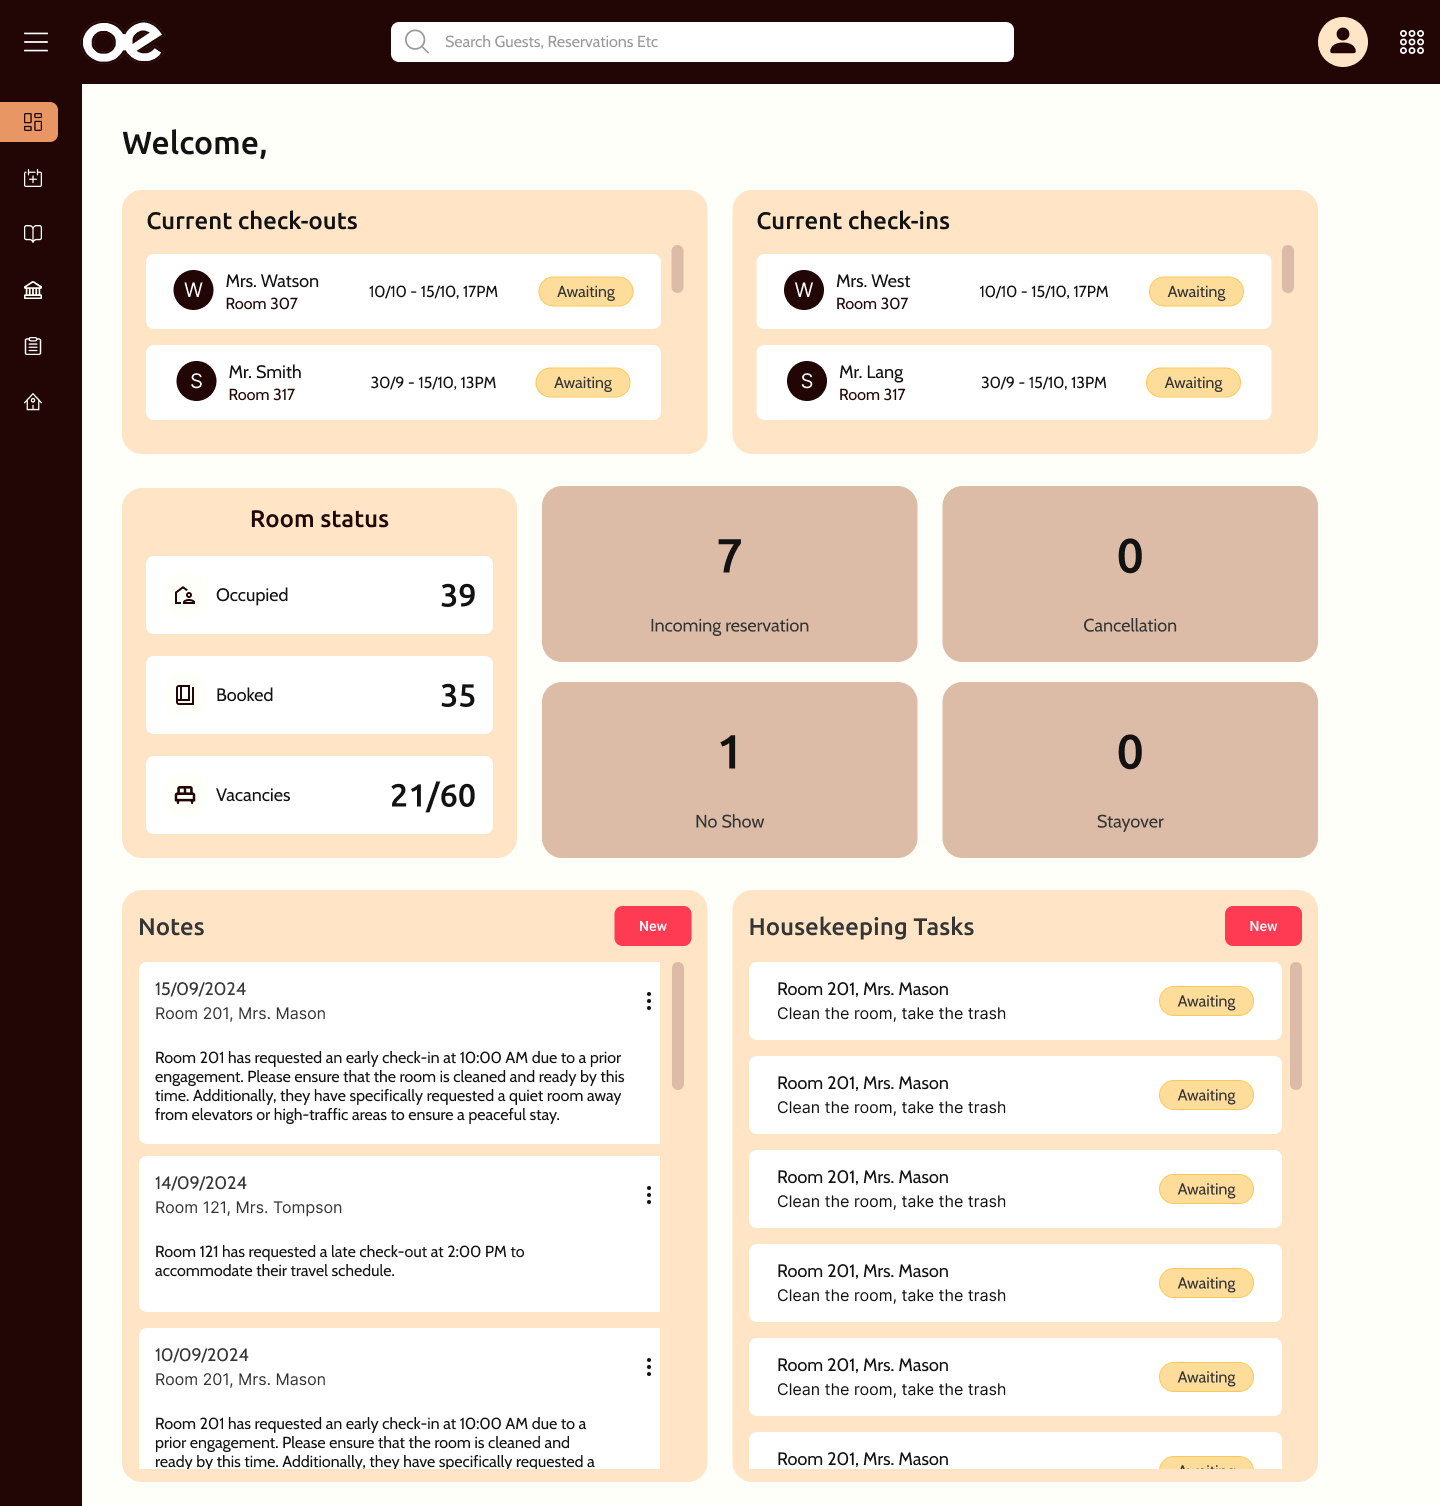 oe
Search Guests, Reservations Etc
Welcome,
Current check-outs
W
Mrs. Watson
Room 307
10/10 - 15/10, 17PM
Awaiting
S
Mr. Smith
Room 317
30/9 - 15/10, 13PM
Awaiting
Current check-ins
W
Mrs. West
Room 307
10/10 - 15/10, 17PM
Awaiting
S
Mr. Lang
Room 317
30/9 - 15/10, 13PM
Awaiting
Room status
Occupied
39
Booked
35
Vacancies
21/60
7
Incoming reservation
0
Cancellation
1
No Show
0
Stayover
Notes
New
15/09/2024
Room 201, Mrs. Mason
Room 201 has requested an early check-in at 10:00 AM due to a prior
engagement. Please ensure that the room is cleaned and ready by this
time. Additionally, they have specifically requested a quiet room away
from elevators or high-traffic areas to ensure a peaceful stay.
14/09/2024
Room 121, Mrs. Tompson
Room 121 has requested a late check-out at 2:00 PM to
accommodate their travel schedule.
10/09/2024
Room 201, Mrs. Mason
Room 201 has requested an early check-in at 10:00 AM due to a
prior engagement. Please ensure that the room is cleaned and
ready by this time. Additionally, they have specifically requested a
Housekeeping Tasks
New
Room 201, Mrs. Mason
Clean the room, take the trash
Awaiting
Room 201, Mrs. Mason
Clean the room, take the trash
Awaiting
Room 201, Mrs. Mason
Clean the room, take the trash
Awaiting
Room 201, Mrs. Mason
Clean the room, take the trash
Awaiting
Room 201, Mrs. Mason
Clean the room, take the trash
Awaiting
Room 201, Mrs. Mason
Awaiting